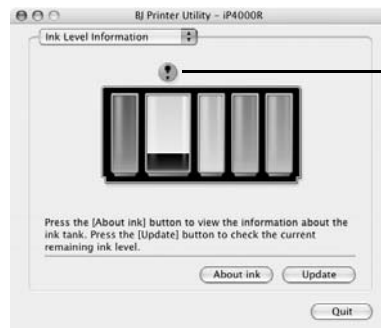 BJ Printer Utility – iP4000R
Ink Level Information
!
Press the [About ink] button to view the information about the
ink tank. Press the [Update] button to check the current
remaining ink level.
About ink
Update
Quit